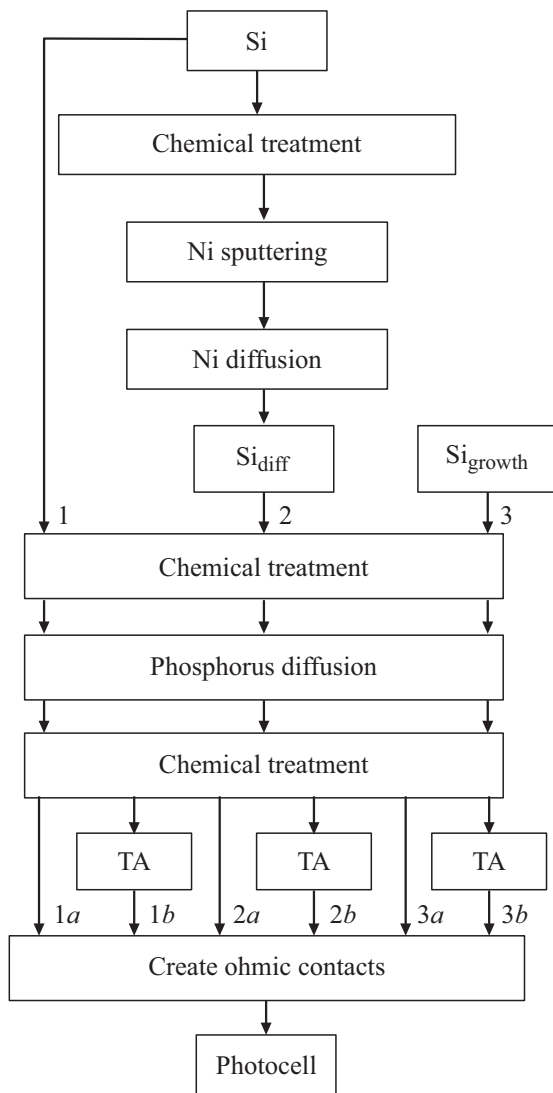 Si
Chemical treatment
Ni sputtering
Ni diffusion
Si_diff
Si_growth
1
2
3
Chemical treatment
Phosphorus diffusion
Chemical treatment
TA
TA
TA
1a
1b
2a
2b
3a
3b
Create ohmic contacts
Photocell